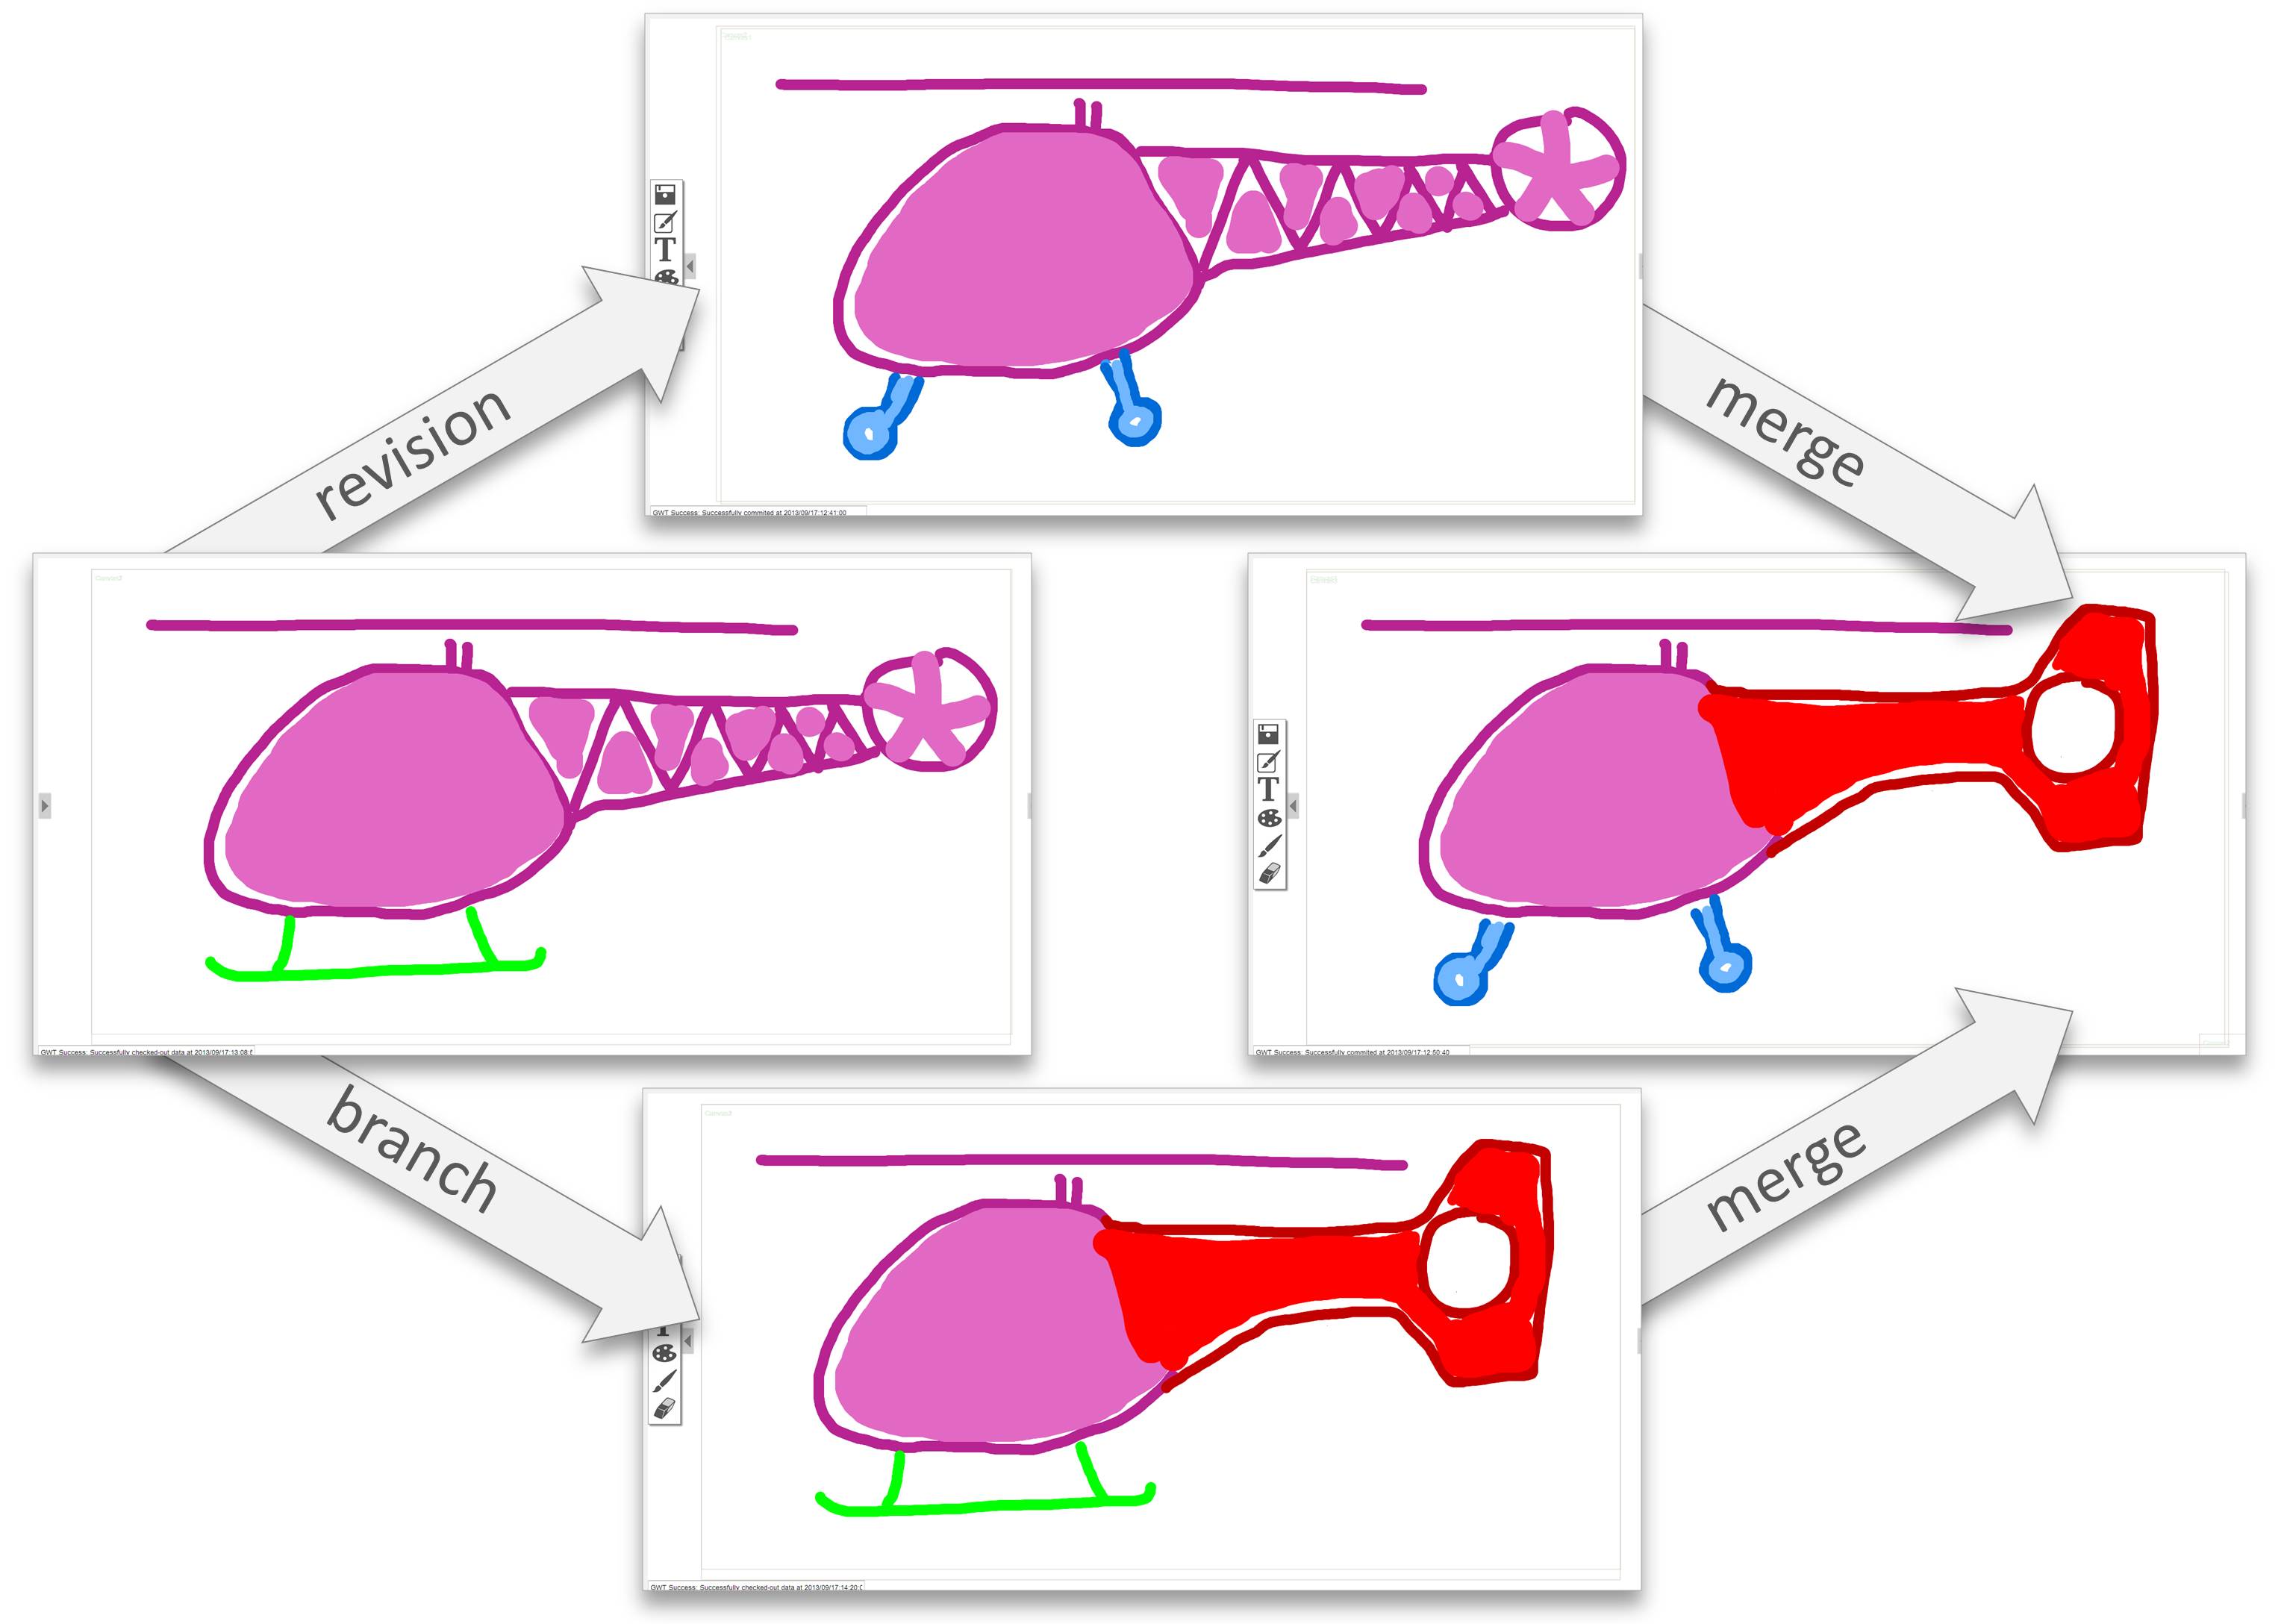 GWT Success: Successfully commited at 2013/09/17:12:41:00
revision
merge
T
GWT Success: Successfully checked-out data at 2013/09/17:13:08:
T
GWT Success: Successfully commited at 2013/09/17:12:50:40
branch
merge
GWT Success: Successfully checked-out data at 2013/09/17:14:20: